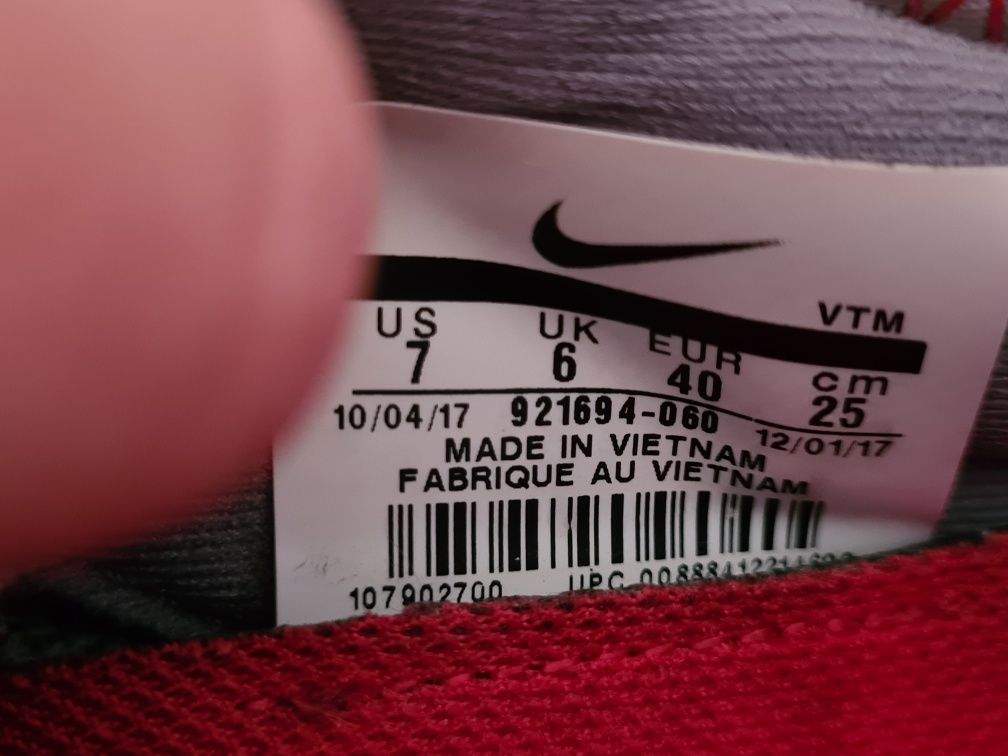 VTM
US UK EUR cm
7 6 40 25
10/04/17 921694-060 12/01/17
MADE IN VIETNAM
FABRIQUE AU VIETNAM
107902700 UPC